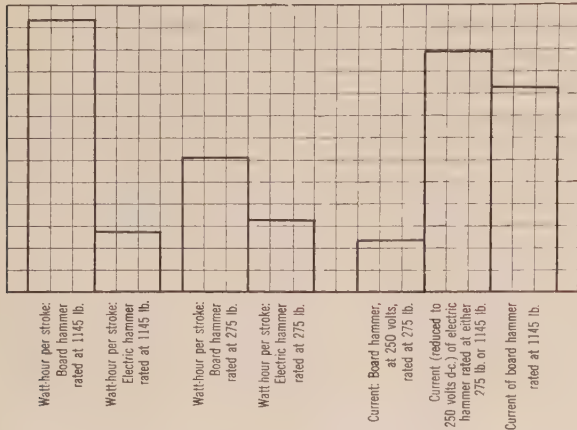 Watt-hour per stroke:
Board hammer
rated at 1145 lb.
Watt-hour per stroke:
Electric hammer
rated at 1145 lb.
Watt-hour per stroke:
Board hammer
rated at 275 lb.
Watt hour per stroke:
Electric hammer
rated at 275 lb.
Current: Board hammer,
at 250 volts,
rated at 275 lb.
Current (reduced to
250 volts d-c.) of electric
hammer rated at either
275 lb. or 1145 lb.
Current of board hammer
rated at 1145 lb.